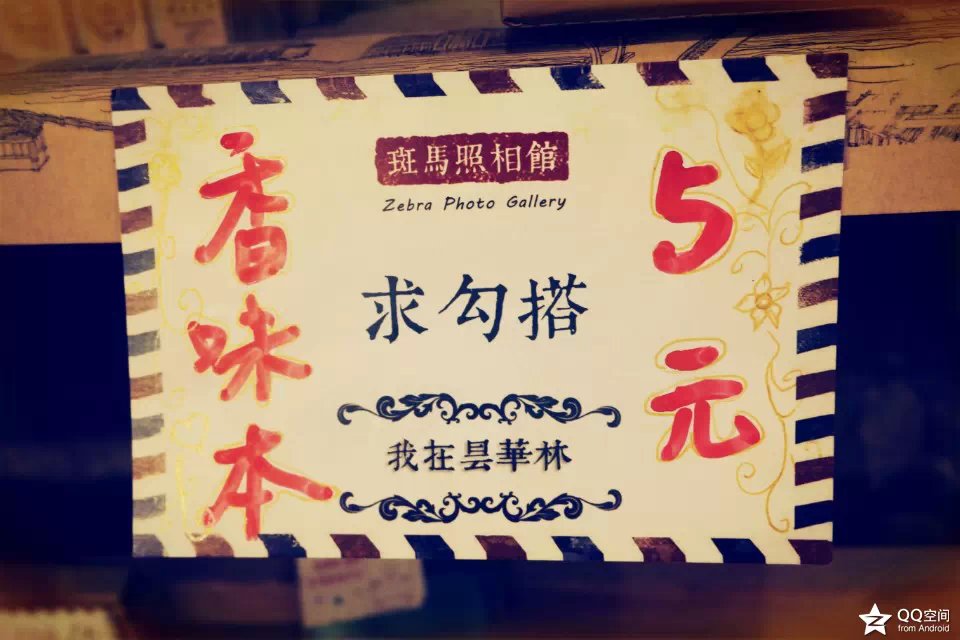 斑馬照相館
Zebra Photo Gallery
求勾搭
我在昙華林
香味本
5元
QQ空间
from Android